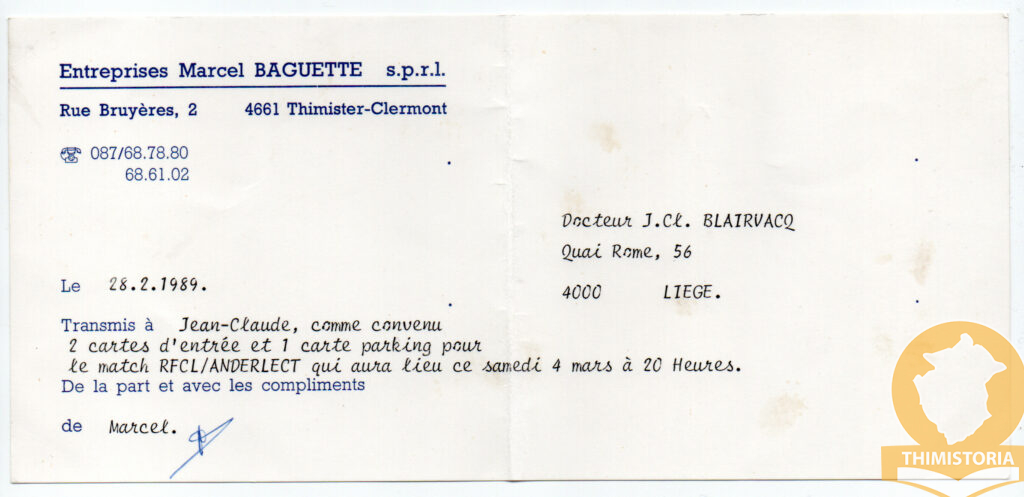 Entreprises Marcel BAGUETTE s.p.r.l.
Rue Bruyères, 2 4661 Thimister-Clermont
☎ 087/68.78.80
68.61.02
Docteur J.Cl. BLAIRVACQ
Quai Rome, 56
4000 LIEGE.
Le 28.2.1989.
Transmis à Jean-Claude, comme convenu
2 cartes d'entrée et 1 carte parking pour
le match RFCL/ANDERLECT qui aura lieu ce samedi 4 mars à 20 Heures.
De la part et avec les compliments
de Marcel.
THIMISTORIA